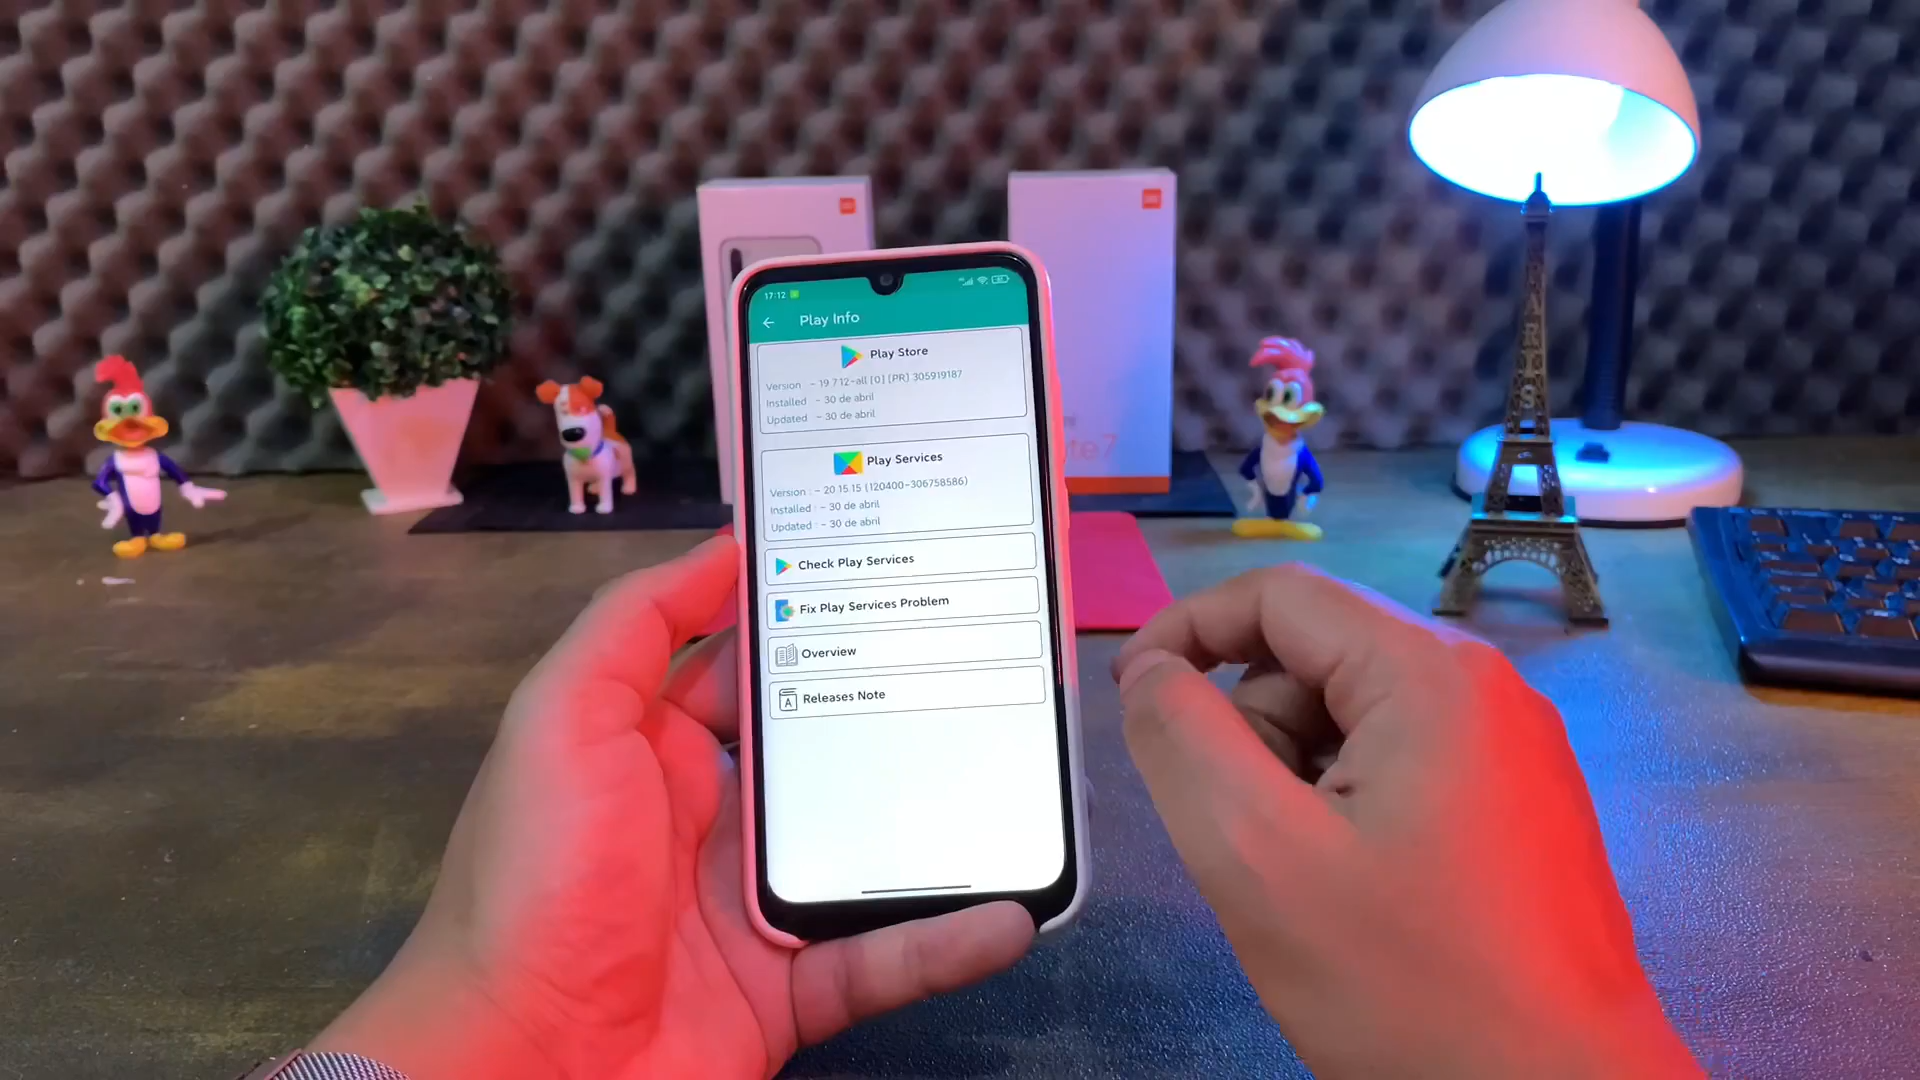 17:12
Play Info
Play Store
Version - 19 7 12-all [0] [PR] 305919187
Installed - 30 de abril
Updated - 30 de abril
Play Services
Version : - 20 15.15 (120400-306758586)
Installed : - 30 de abril
Updated : - 30 de abril
Check Play Services
Fix Play Services Problem
Overview
Releases Note
PARIS